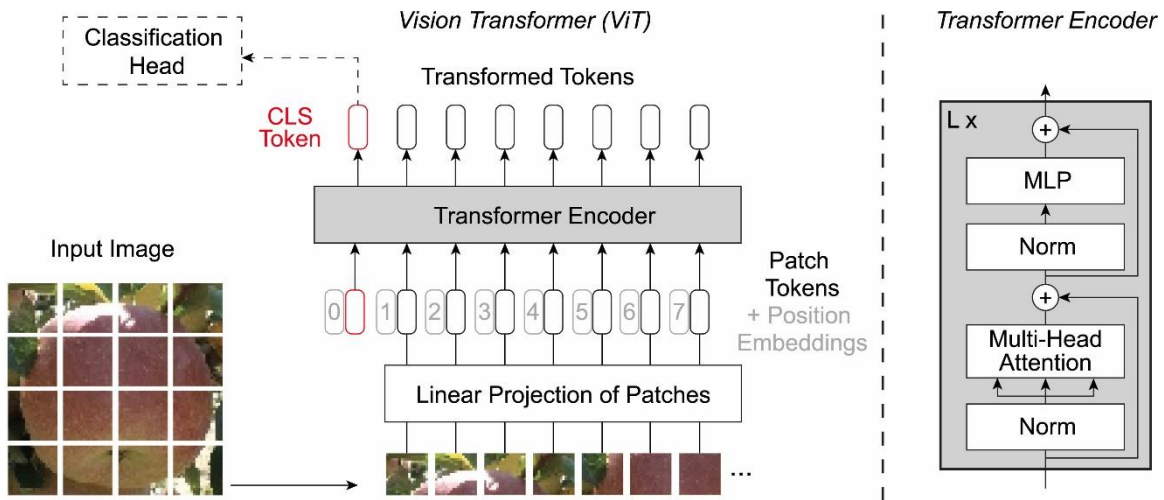 Vision Transformer (ViT)
Transformer Encoder
Classification
Head
Transformed Tokens
CLS
Token
L x
+
MLP
Norm
+
Multi-Head
Attention
Norm
Transformer Encoder
Input Image
Patch
Tokens
+ Position
Embeddings
0 1 2 3 4 5 6 7
Linear Projection of Patches
...